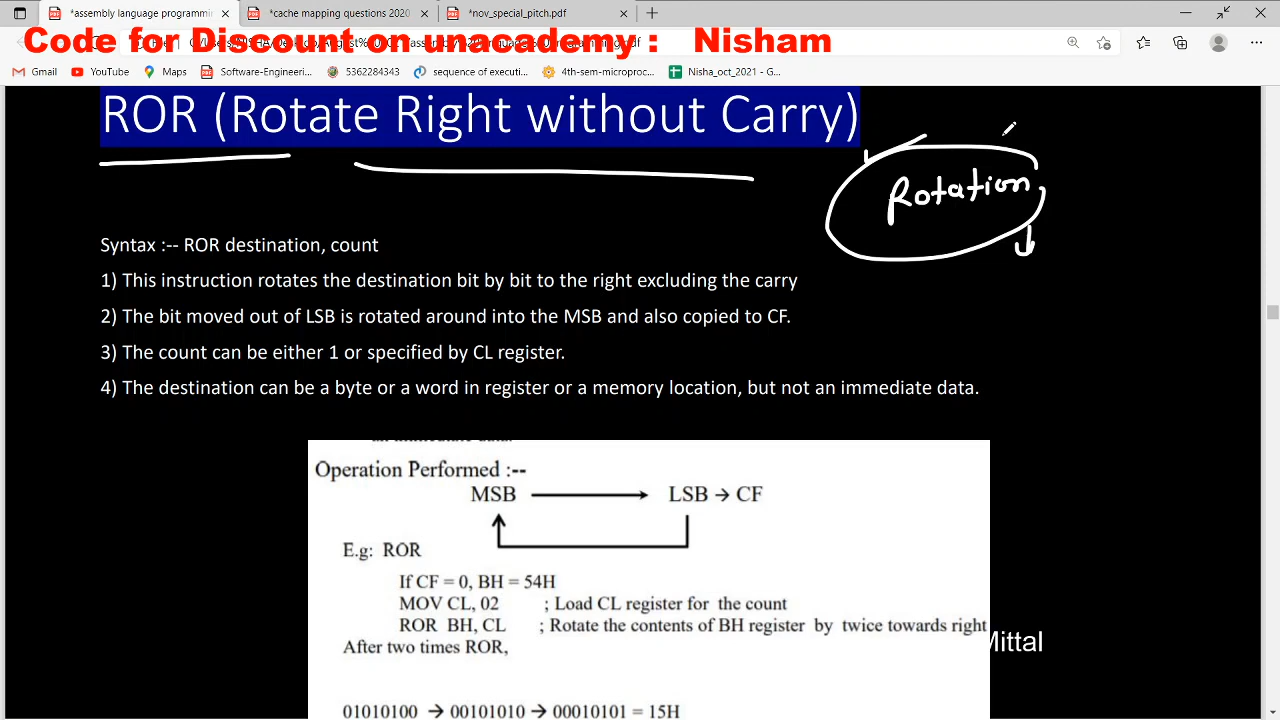 *assembly language programmin
*cache mapping questions 2020
*nov_special_pitch.pdf
Code for Discount on unacademy : Nisham
Gmail YouTube Maps Software-Engineeri... 5362284343 sequence of executi... 4th-sem-microproc... Nisha_oct_2021 - G...
ROR (Rotate Right without Carry)
Rotation
Syntax :-- ROR destination, count
1) This instruction rotates the destination bit by bit to the right excluding the carry
2) The bit moved out of LSB is rotated around into the MSB and also copied to CF.
3) The count can be either 1 or specified by CL register.
4) The destination can be a byte or a word in register or a memory location, but not an immediate data.
Operation Performed :--
MSB LSB → CF
E.g: ROR
If CF = 0, BH = 54H
MOV CL, 02 ; Load CL register for the count
ROR BH, CL ; Rotate the contents of BH register by twice towards right
Mittal
After two times ROR,
01010100 → 00101010 → 00010101 = 15H